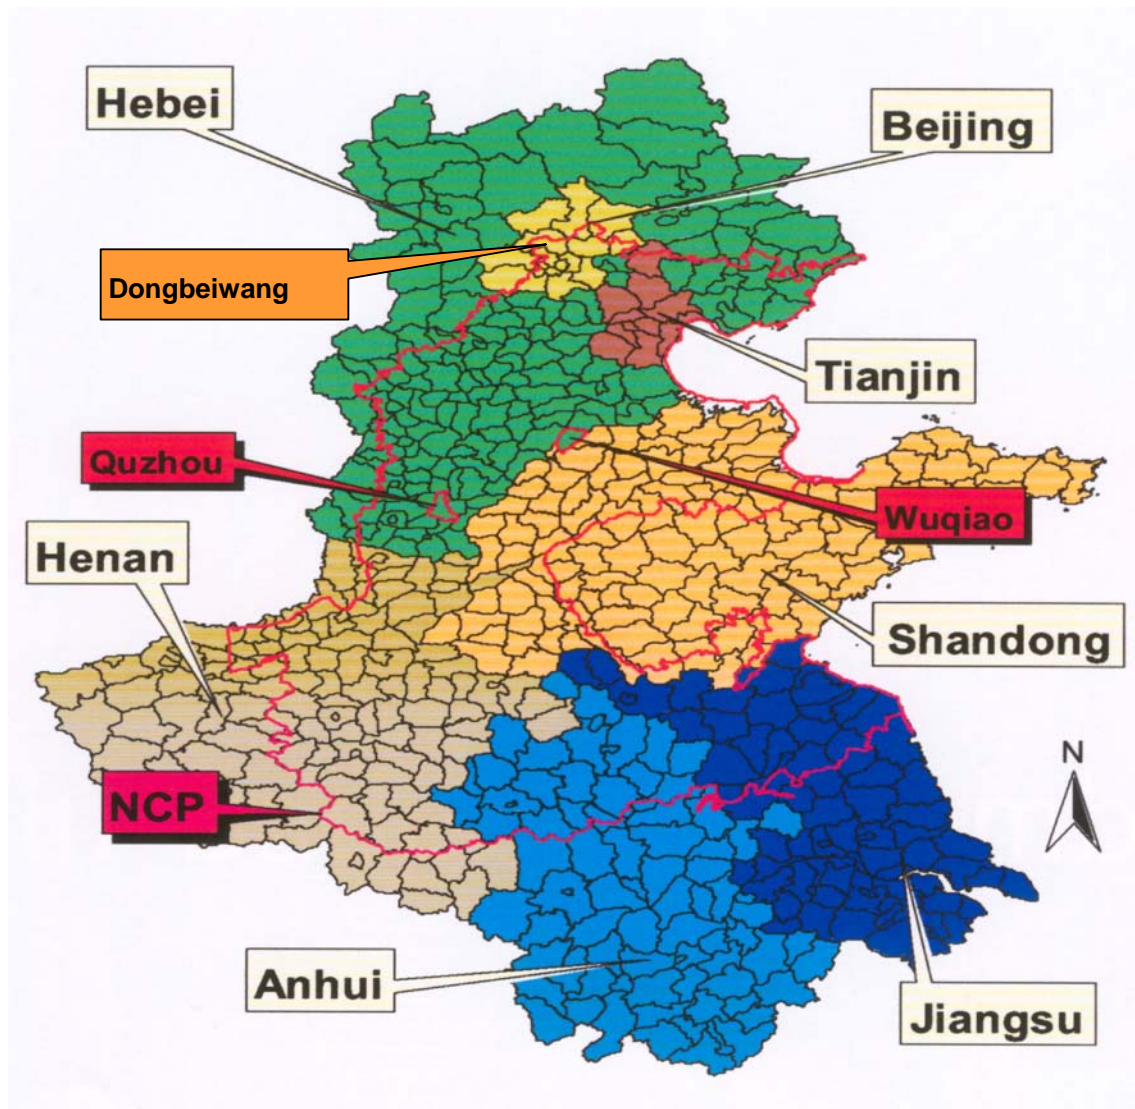 Hebei
Beijing
Dongbeiwang
Tianjin
Quzhou
Wuqiao
Henan
Shandong
N
NCP
Anhui
Jiangsu